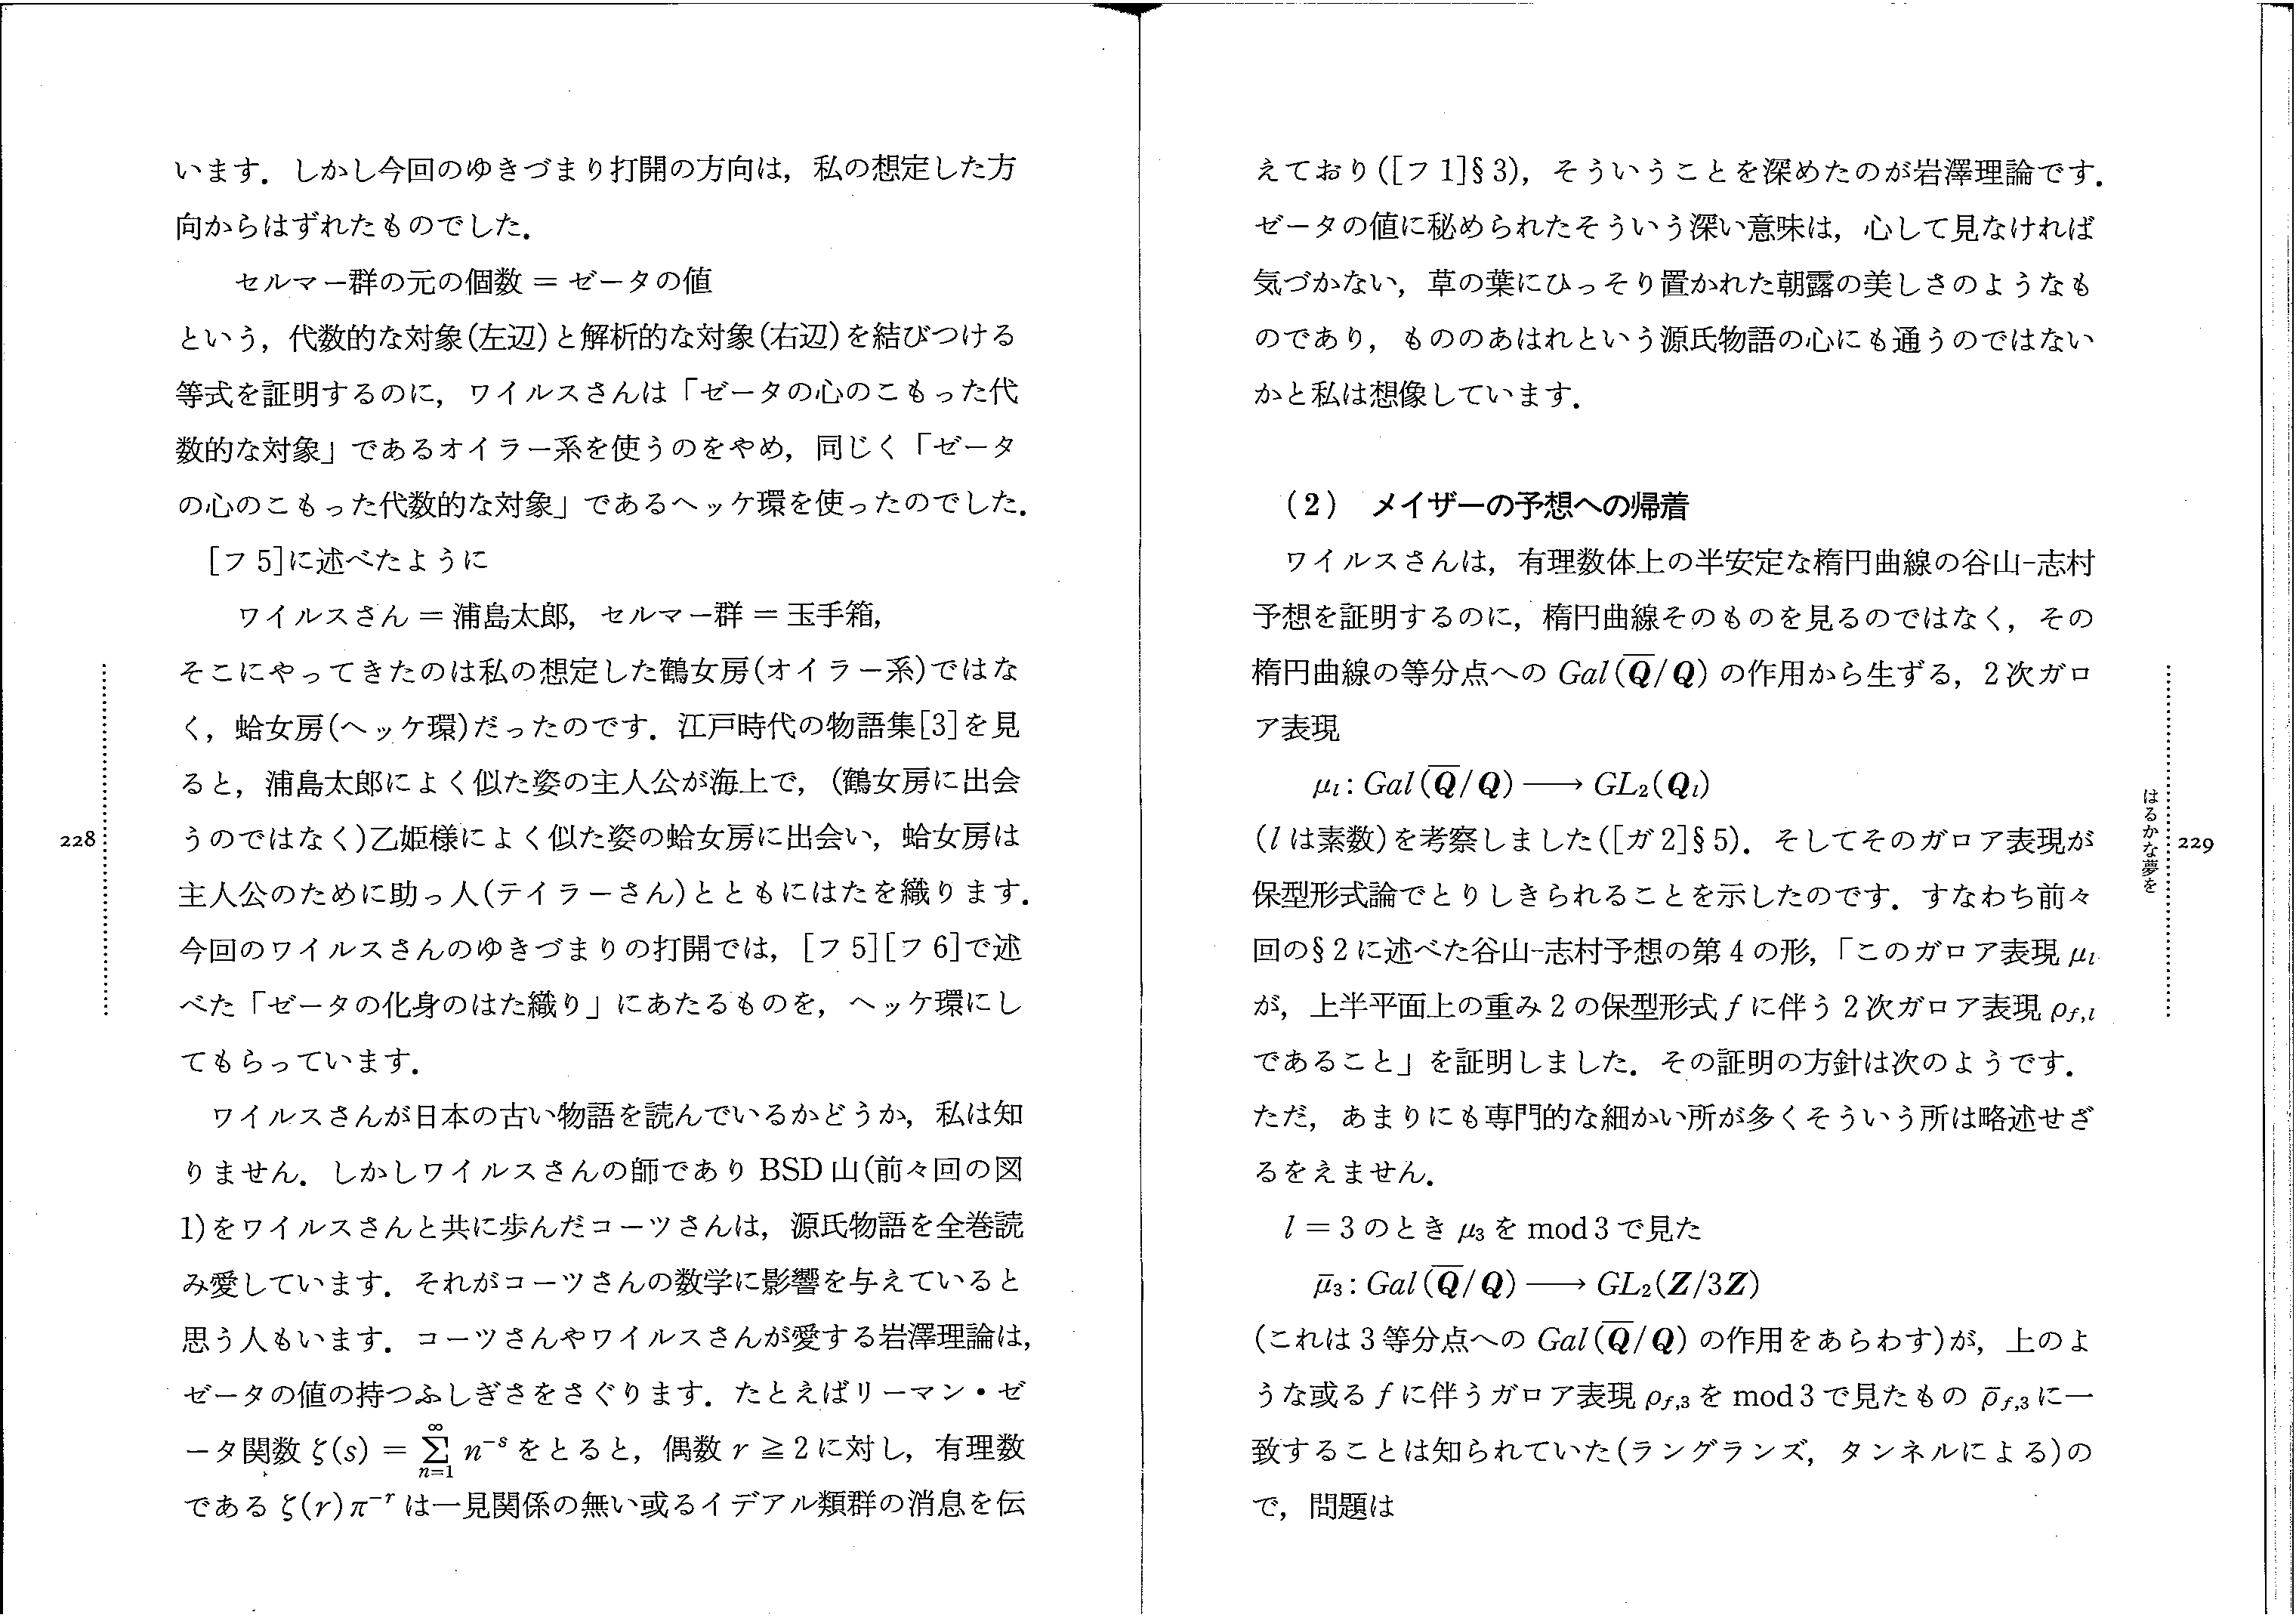 います．しかし今回のゆきづまり打開の方向は，私の想定した方
向からはずれたものでした．
セルマー群の元の個数 = ゼータの値
という，代数的な対象(左辺)と解析的な対象(右辺)を結びつける
等式を証明するのに，ワイルスさんは「ゼータの心のこもった代
数的な対象」であるオイラー系を使うのをやめ，同じく「ゼータ
の心のこもった代数的な対象」であるヘッケ環を使ったのでした．
[フ 5]に述べたように
ワイルスさん = 浦島太郎，セルマー群 = 玉手箱，
そこにやってきたのは私の想定した鶴女房(オイラー系)ではな
く，蛤女房(ヘッケ環)だったのです．江戸時代の物語集[3]を見
ると，浦島太郎によく似た姿の主人公が海上で，(鶴女房に出会
うのではなく)乙姫様によく似た姿の蛤女房に出会い，蛤女房は
主人公のために助っ人(テイラーさん)とともにはたを織ります．
今回のワイルスさんのゆきづまりの打開では，[フ 5][フ 6]で述
べた「ゼータの化身のはた織り」にあたるものを，ヘッケ環にし
てもらっています．
ワイルスさんが日本の古い物語を読んでいるかどうか，私は知
りません．しかしワイルスさんの師であり BSD 山(前々回の図
1)をワイルスさんと共に歩んだコーツさんは，源氏物語を全巻読
み愛しています．それがコーツさんの数学に影響を与えていると
思う人もいます．コーツさんやワイルスさんが愛する岩澤理論は，
ゼータの値の持つふしぎさをさぐります．たとえばリーマン・ゼ
ータ関数 ζ(s) = ∑_{n=1}^{∞} n⁻ˢ をとると，偶数 r ≧ 2 に対し，有理数
である ζ(r)π⁻ʳ は一見関係の無い或るイデアル類群の消息を伝
228
えており([フ 1]§3)，そういうことを深めたのが岩澤理論です．
ゼータの値に秘められたそういう深い意味は，心して見なければ
気づかない，草の葉にひっそり置かれた朝露の美しさのようなも
のであり，もののあはれという源氏物語の心にも通うのではない
かと私は想像しています．
(2) メイザーの予想への帰着
ワイルスさんは，有理数体上の半安定な楕円曲線の谷山-志村
予想を証明するのに，楕円曲線そのものを見るのではなく，その
楕円曲線の等分点への Gal(Q̅/Q) の作用から生ずる，2 次ガロ
ア表現
μ_l : Gal(Q̅/Q) ⟶ GL₂(Q_l)
(l は素数)を考察しました([ガ 2]§5)．そしてそのガロア表現が
保型形式論でとりしきられることを示したのです．すなわち前々
回の§2 に述べた谷山-志村予想の第 4 の形，「このガロア表現 μ_l
が，上半平面上の重み 2 の保型形式 f に伴う 2 次ガロア表現 ρ_{f,l}
であること」を証明しました．その証明の方針は次のようです．
ただ，あまりにも専門的な細かい所が多くそういう所は略述せざ
るをえません．
l = 3 のとき μ₃ を mod 3 で見た
μ̅₃ : Gal(Q̅/Q) ⟶ GL₂(Z/3Z)
(これは 3 等分点への Gal(Q̅/Q) の作用をあらわす)が，上のよ
うな或る f に伴うガロア表現 ρ_{f,3} を mod 3 で見たもの ρ̅_{f,3} に一
致することは知られていた(ラングランズ，タンネルによる)の
で，問題は
はるかな夢を
229